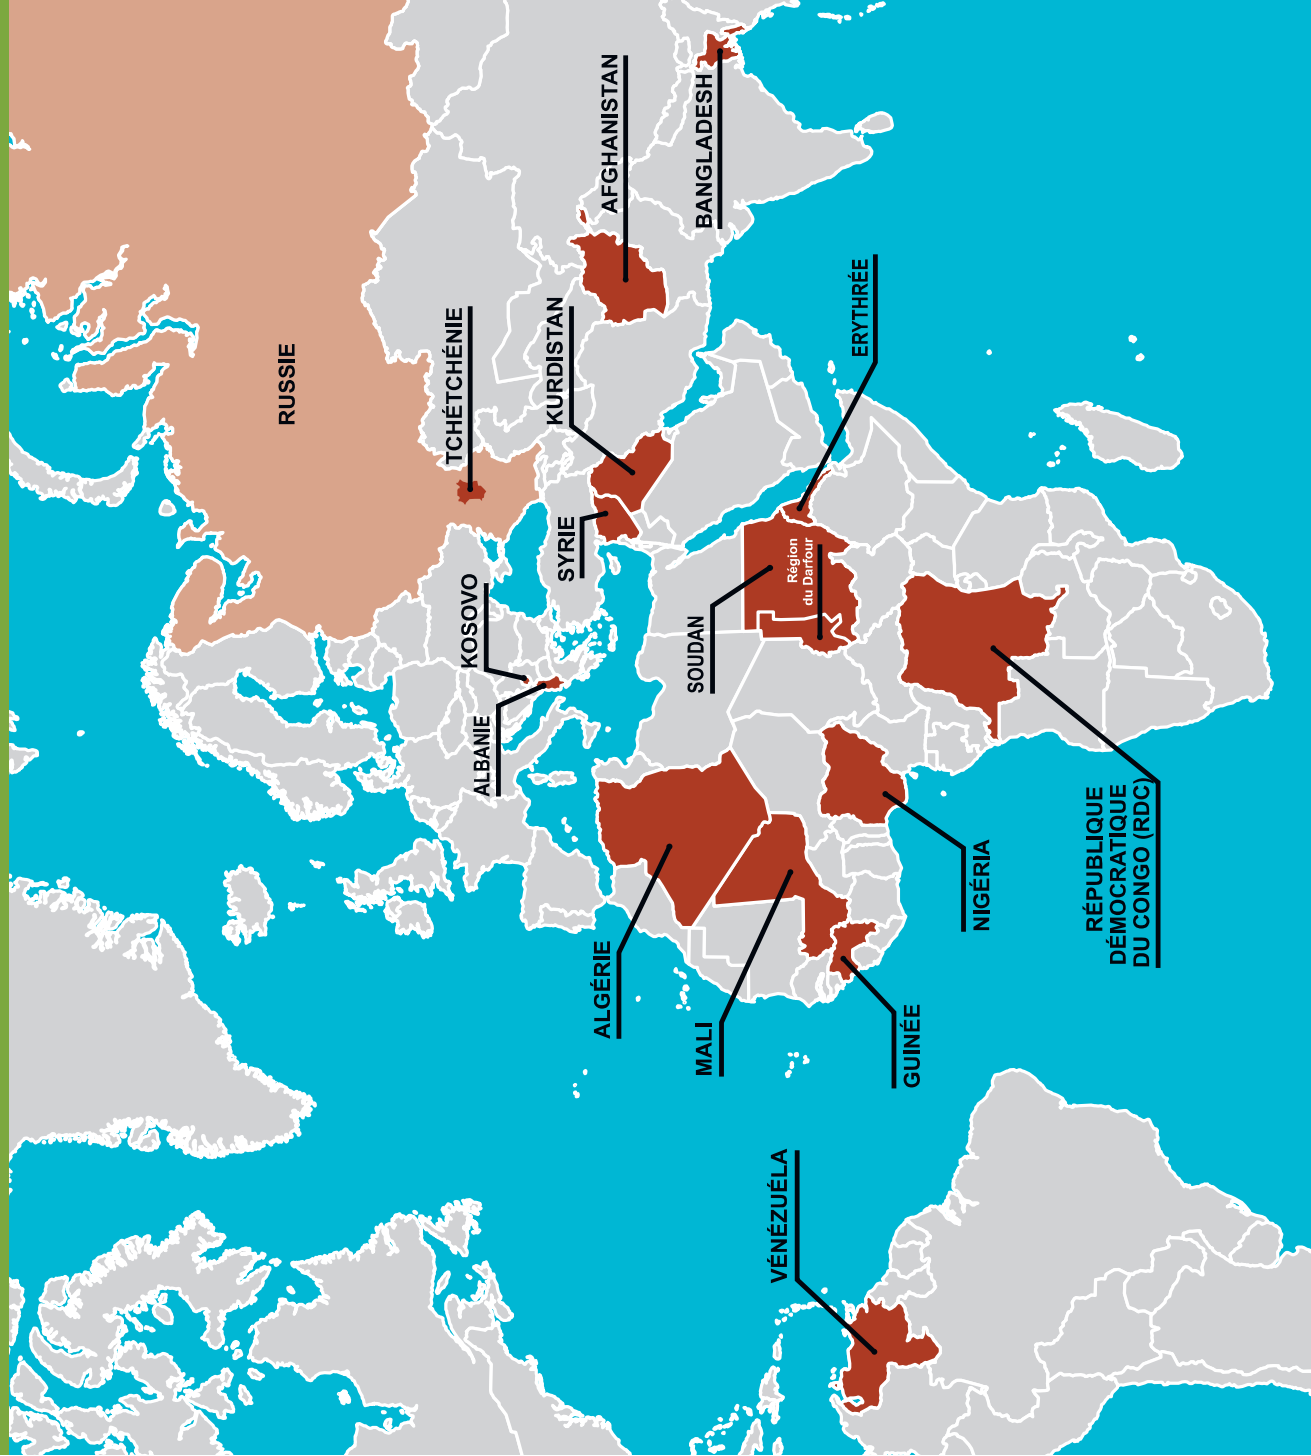 RUSSIE
TCHÉTCHÉNIE
KOSOVO
ALBANIE
KURDISTAN
SYRIE
AFGHANISTAN
BANGLADESH
ALGÉRIE
MALI
SOUDAN
Région
du Darfour
ERYTHRÉE
GUINÉE
NIGÉRIA
RÉPUBLIQUE
DÉMOCRATIQUE
DU CONGO (RDC)
VÉNÉZUÉLA